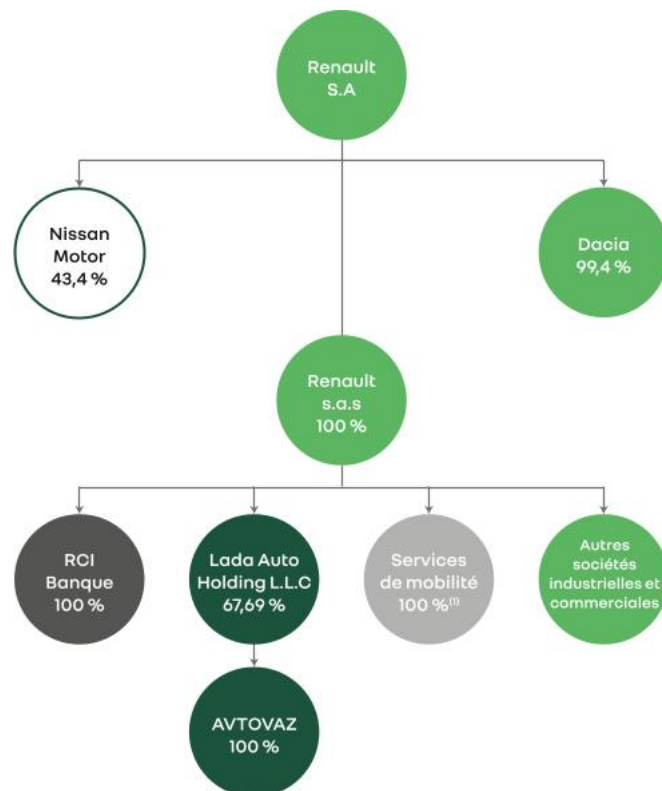 Renault
S.A
Nissan
Motor
43,4 %
Dacia
99,4 %
Renault
s.a.s
100 %
RCI
Banque
100 %
Lada Auto
Holding L.L.C
67,69 %
Services
de mobilité
100 %(1)
Autres
sociétés
industrielles et
commerciales
AVTOVAZ
100 %